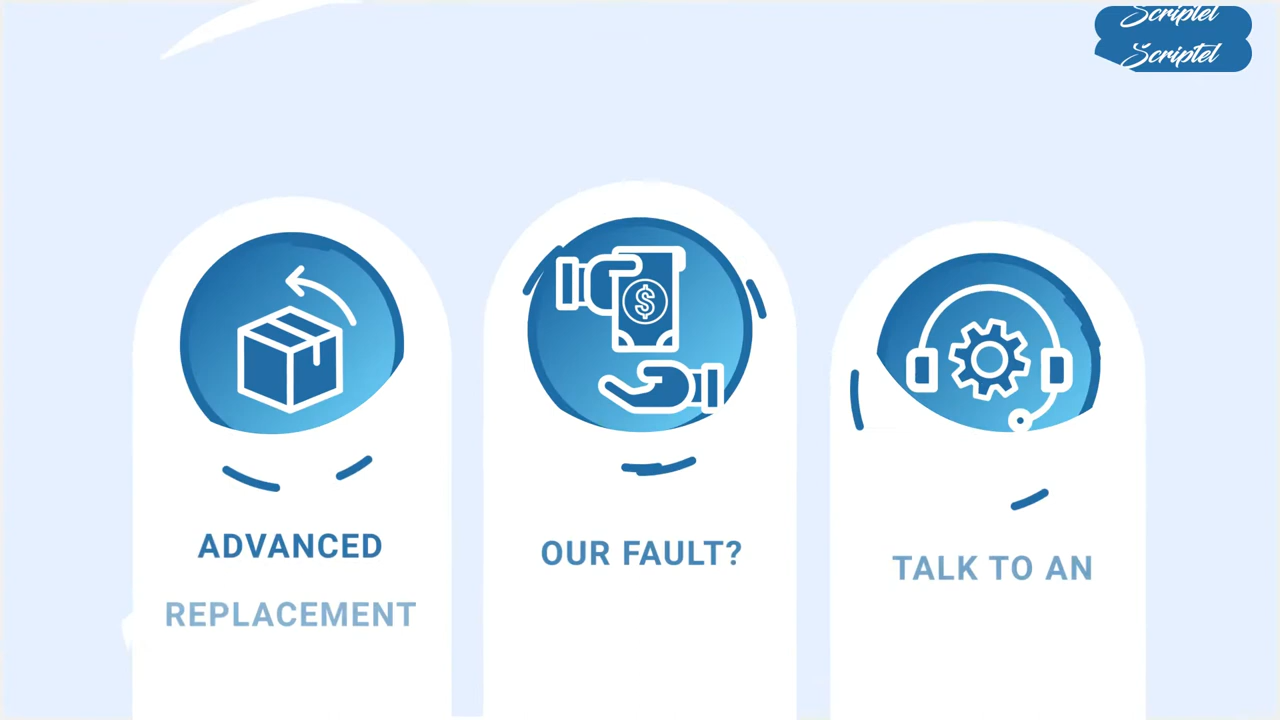 Scriptel
Scriptel
ADVANCED
REPLACEMENT
OUR FAULT?
TALK TO AN